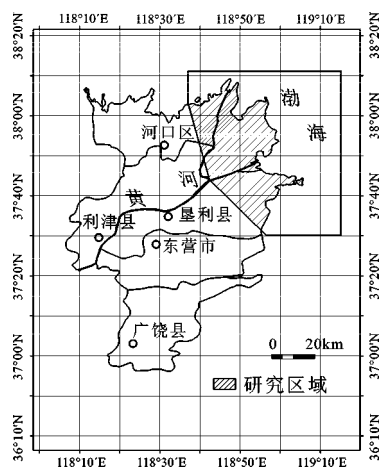 118°10′E 118°30′E 118°50′E 119°10′E
38°20′N 38°20′N
渤
38°00′N 38°00′N
海
河口区
黄 河
37°40′N 37°40′N
利津县 垦利县
东营市
37°20′N 37°20′N
广饶县
0 20km
37°00′N 37°00′N
研究区域
36°10′N 36°10′N
118°10′E 118°30′E 118°50′E 119°10′E